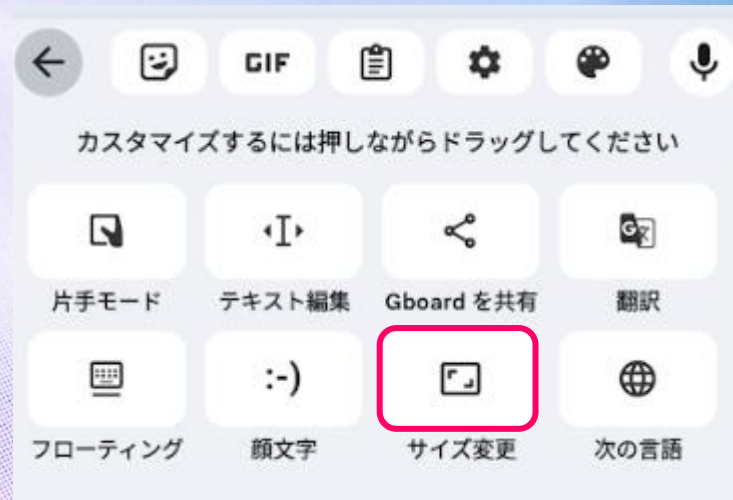 GIF
カスタマイズするには押しながらドラッグしてください
片手モード テキスト編集 Gboard を共有 翻訳
:-)
フローティング 顔文字 サイズ変更 次の言語